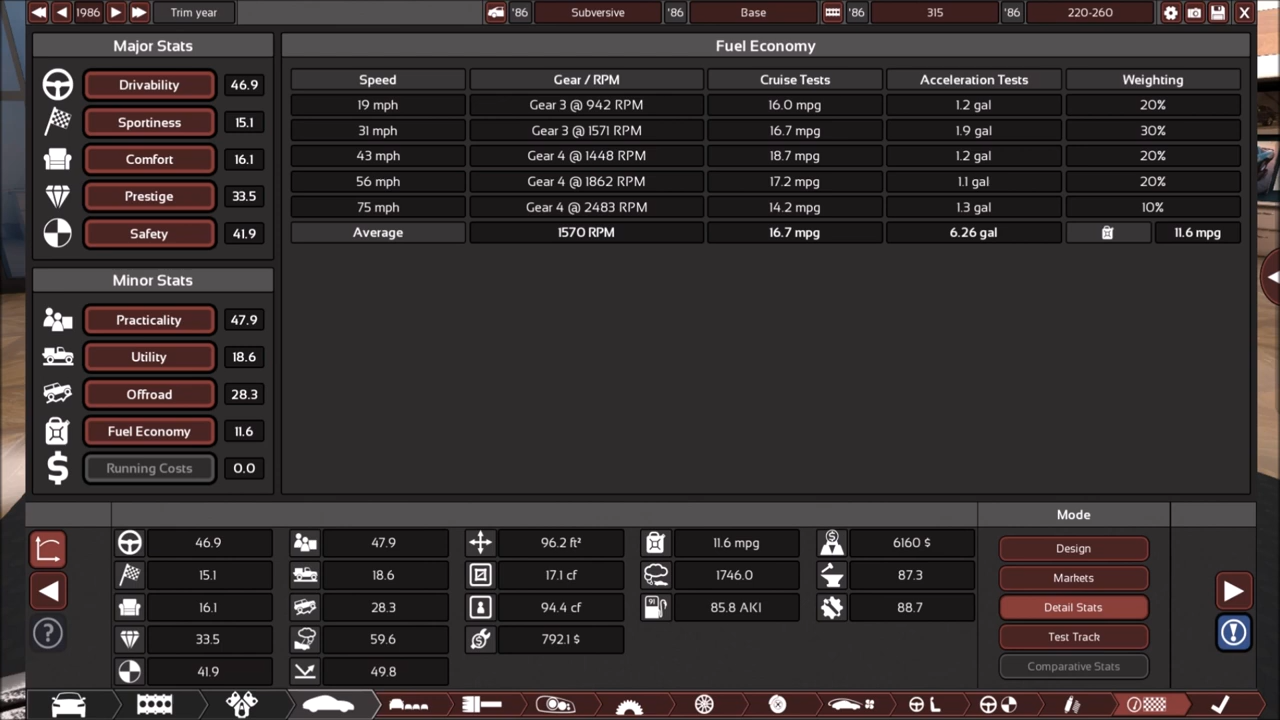 1986 Trim year '86 Subversive '86 Base '86 315 '86 220-260
Major Stats
Drivability 46.9
Sportiness 15.1
Comfort 16.1
Prestige 33.5
Safety 41.9
Minor Stats
Practicality 47.9
Utility 18.6
Offroad 28.3
Fuel Economy 11.6
$ Running Costs 0.0
Fuel Economy
Speed Gear / RPM Cruise Tests Acceleration Tests Weighting
19 mph Gear 3 @ 942 RPM 16.0 mpg 1.2 gal 20%
31 mph Gear 3 @ 1571 RPM 16.7 mpg 1.9 gal 30%
43 mph Gear 4 @ 1448 RPM 18.7 mpg 1.2 gal 20%
56 mph Gear 4 @ 1862 RPM 17.2 mpg 1.1 gal 20%
75 mph Gear 4 @ 2483 RPM 14.2 mpg 1.3 gal 10%
Average 1570 RPM 16.7 mpg 6.26 gal 11.6 mpg
46.9 47.9 96.2 ft² 11.6 mpg 6160 $
15.1 18.6 17.1 cf 1746.0 87.3
16.1 28.3 94.4 cf 91 85.8 AKI 88.7
33.5 59.6 792.1 $
41.9 49.8
?
Mode
Design
Markets
Detail Stats
Test Track
Comparative Stats